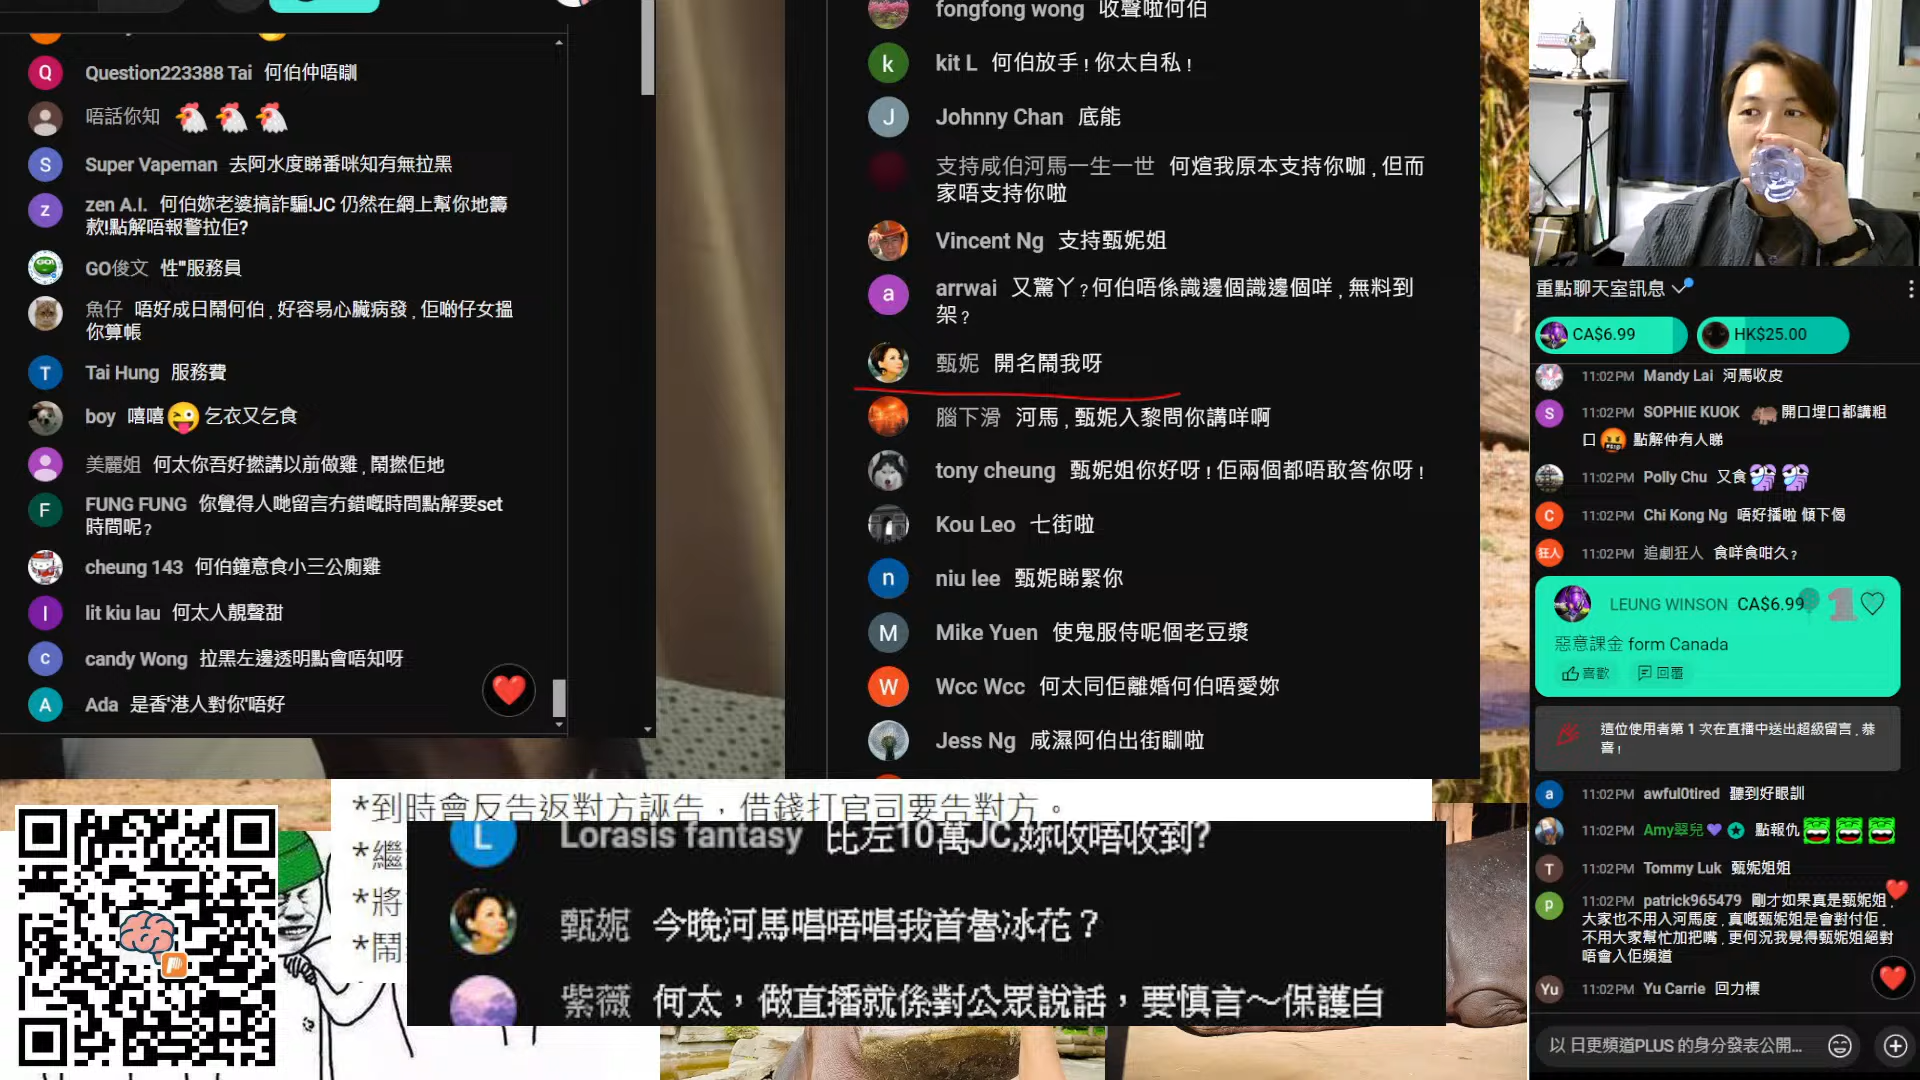 Question223388 Tai 何伯仲唔瞓
唔話你知
Super Vapeman 去阿水度睇番咪知有無拉黑
zen A.I. 何伯妳老婆搞詐騙!JC 仍然在網上幫你地籌
款!點解唔報警拉佢?
GO俊文 性"服務員
魚仔 唔好成日鬧何伯，好容易心臟病發，佢啲仔女搵
你算帳
Tai Hung 服務費
boy 嘻嘻😜乞衣又乞食
美麗姐 何太你吾好撚講以前做雞，鬧撚佢地
FUNG FUNG 你覺得人哋留言冇錯嘅時間點解要set
時間呢?
cheung 143 何伯鐘意食小三公廁雞
lit kiu lau 何太人靚聲甜
candy Wong 拉黑左邊透明點會唔知呀
Ada 是香'港人對你'唔好
fongfong wong 收聲啦何伯
kit L 何伯放手！你太自私！
Johnny Chan 底能
支持咸伯河馬一生一世 何煊我原本支持你咖，但而
家唔支持你啦
Vincent Ng 支持甄妮姐
arrwai 又驚丫?何伯唔係識邊個識邊個咩，無料到
架?
甄妮 開名鬧我呀
腦下滑 河馬，甄妮入黎問你講咩啊
tony cheung 甄妮姐你好呀！佢兩個都唔敢答你呀！
Kou Leo 七街啦
niu lee 甄妮睇緊你
Mike Yuen 使鬼服侍呢個老豆漿
Wcc Wcc 何太同佢離婚何伯唔愛妳
Jess Ng 咸濕阿伯出街瞓啦
*到時會反告返對方誣告，借錢打官司要告對方。
*繼
*將
*鬧
Lorasis fantasy 比左10萬JC,妳收唔收到?
甄妮 今晚河馬唱唔唱我首魯冰花？
紫薇 何太，做直播就係對公眾說話，要慎言～保護自
重點聊天室訊息
CA$6.99
HK$25.00
11:02PM Mandy Lai 河馬收皮
11:02PM SOPHIE KUOK 🦛開口埋口都講粗
口🤬點解仲有人睇
11:02PM Polly Chu 又食
11:02PM Chi Kong Ng 唔好播啦 傾下偈
11:02PM 追劇狂人 食咩食咁久?
LEUNG WINSON CA$6.99
惡意課金 form Canada
喜歡 回覆
這位使用者第 1 次在直播中送出超級留言，恭
喜！
11:02PM awful0tired 聽到好眼訓
11:02PM Amy翠兒 點報仇
11:02PM Tommy Luk 甄妮姐姐
11:02PM patrick965479 剛才如果真是甄妮姐，
大家也不用入河馬度，真嘅甄妮姐是會對付佢，
不用大家幫忙加把嘴，更何況我覺得甄妮姐絕對
唔會入佢頻道
11:02PM Yu Carrie 回力標
以 日更頻道PLUS 的身分發表公開...